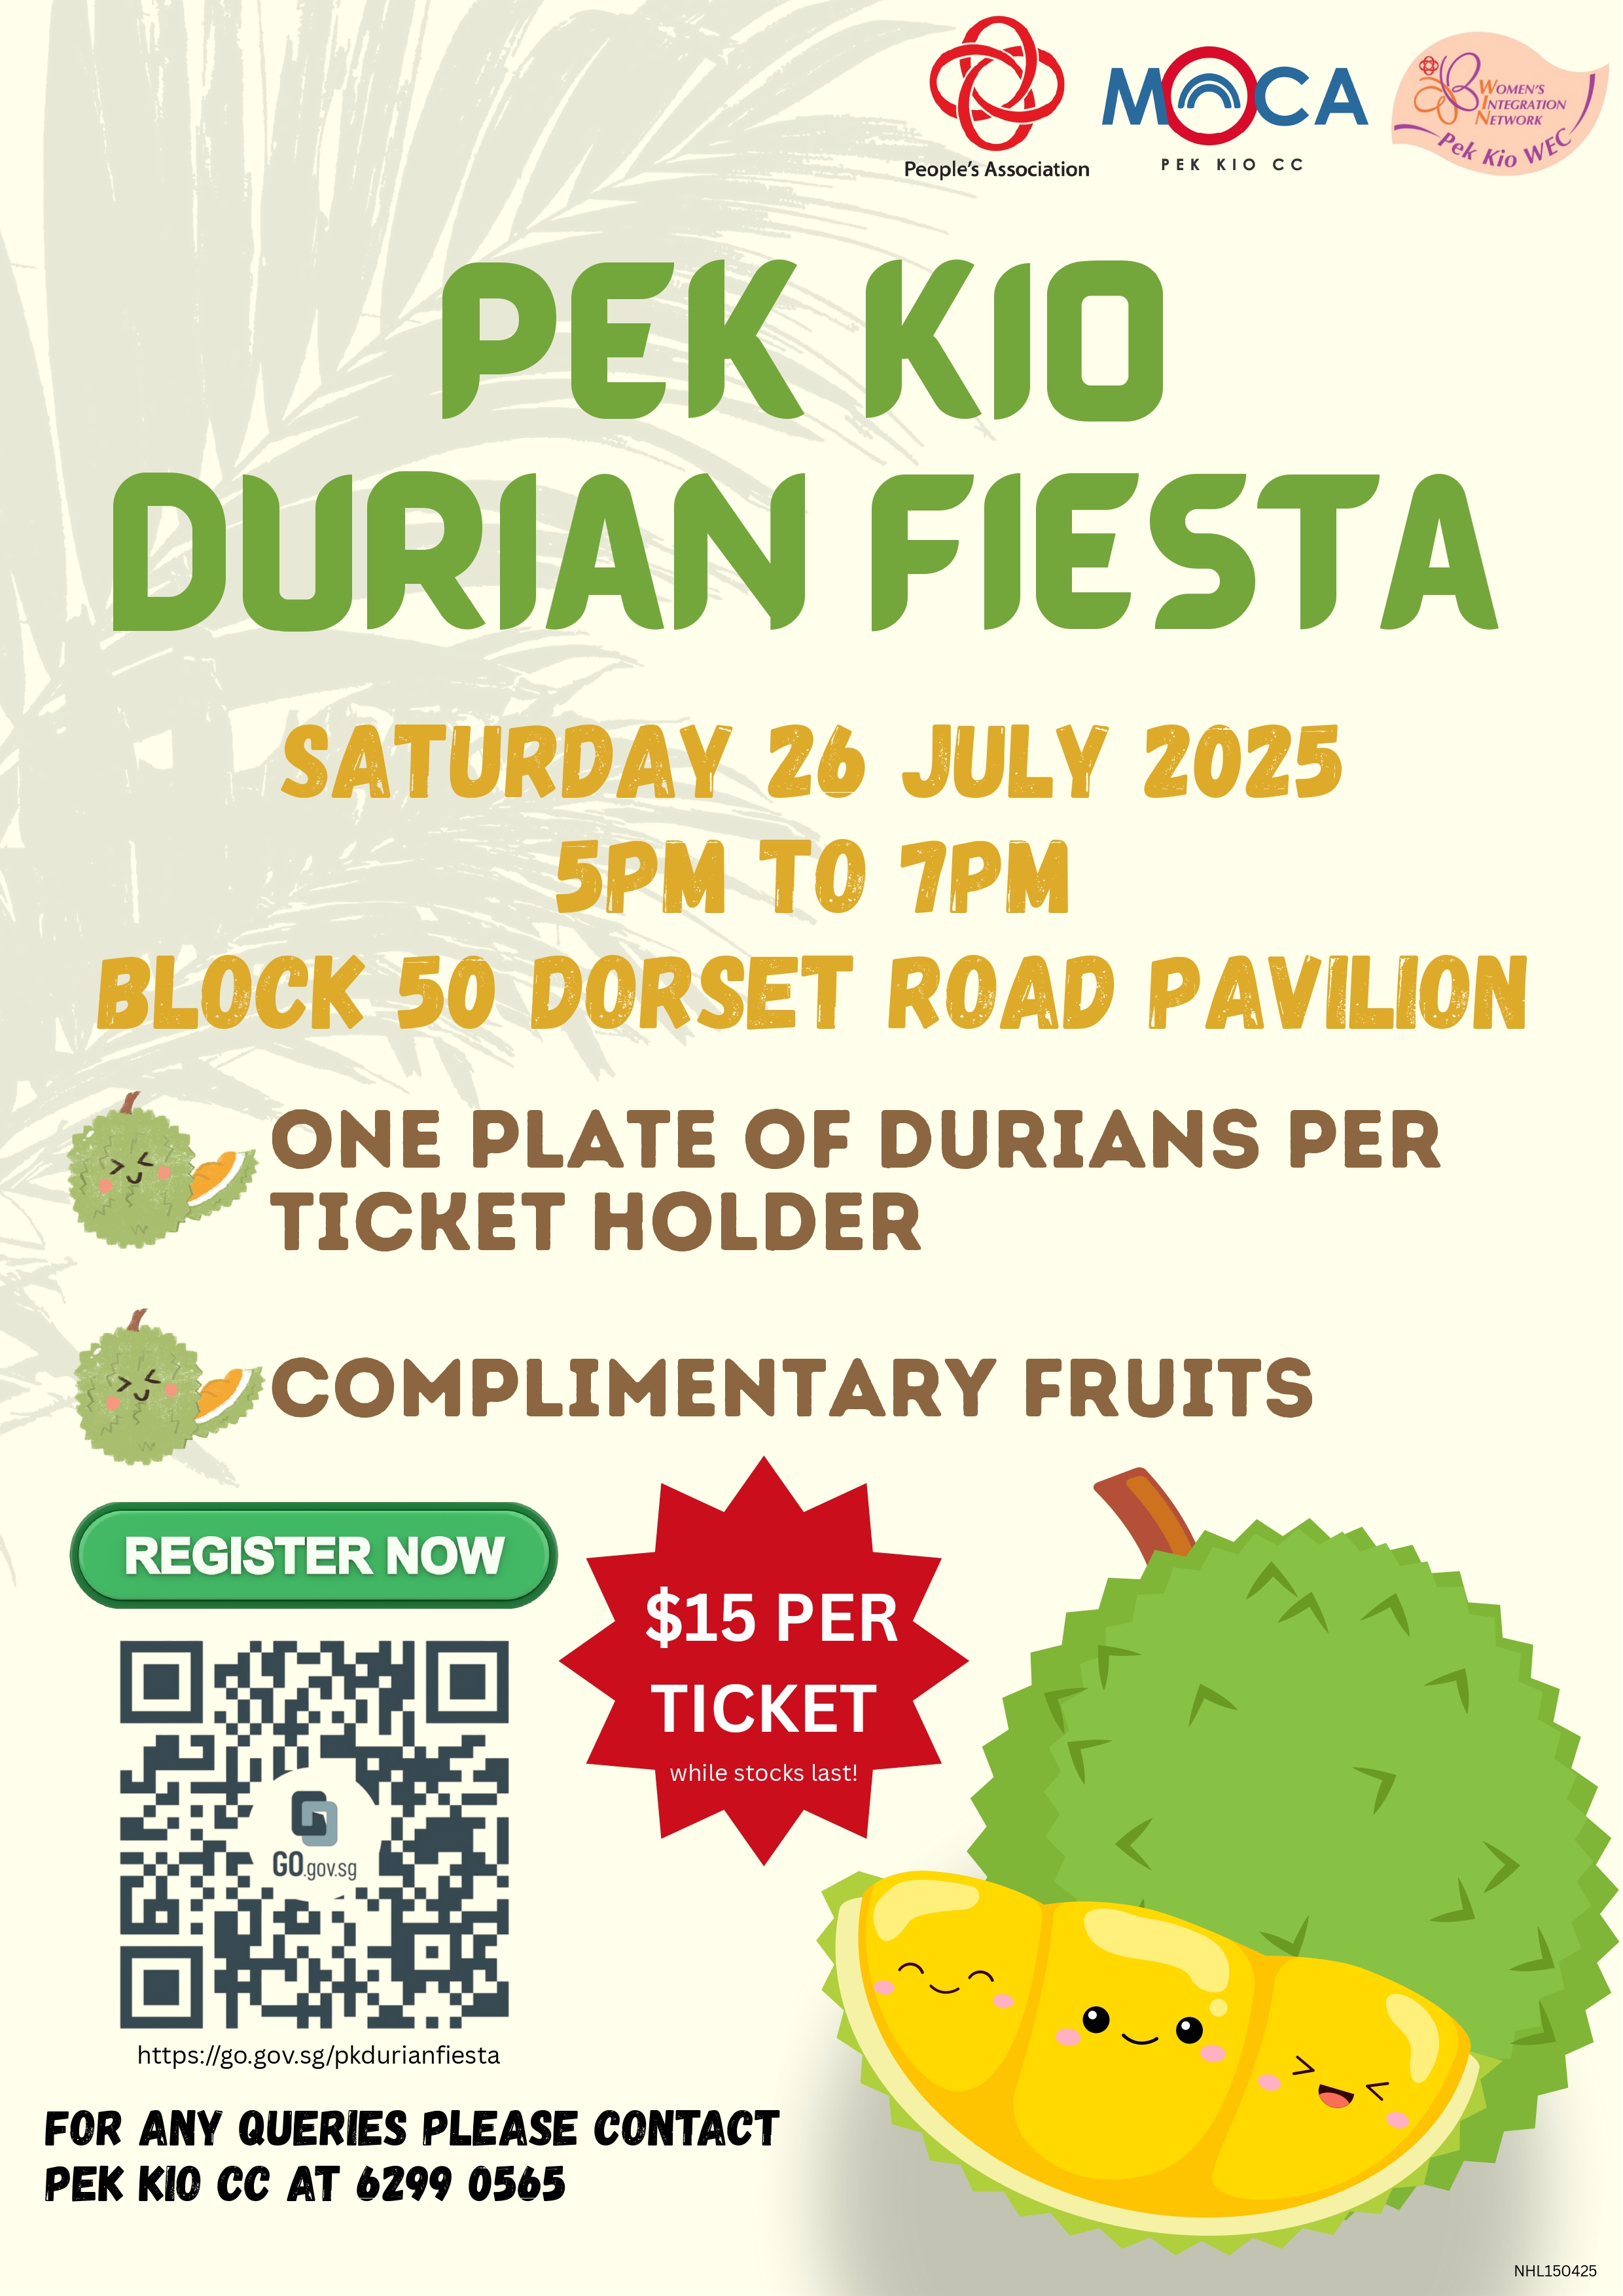 People's Association
MOCA
PEK KIO CC
WOMEN'S
INTEGRATION
NETWORK
Pek Kio WEC
PEK KIO
DURIAN FIESTA
SATURDAY 26 JULY 2025
5PM TO 7PM
BLOCK 50 DORSET ROAD PAVILION
ONE PLATE OF DURIANS PER
TICKET HOLDER
COMPLIMENTARY FRUITS
REGISTER NOW
$15 PER
TICKET
while stocks last!
GO.gov.sg
https://go.gov.sg/pkdurianfiesta
FOR ANY QUERIES PLEASE CONTACT
PEK KIO CC AT 6299 0565
NHL150425